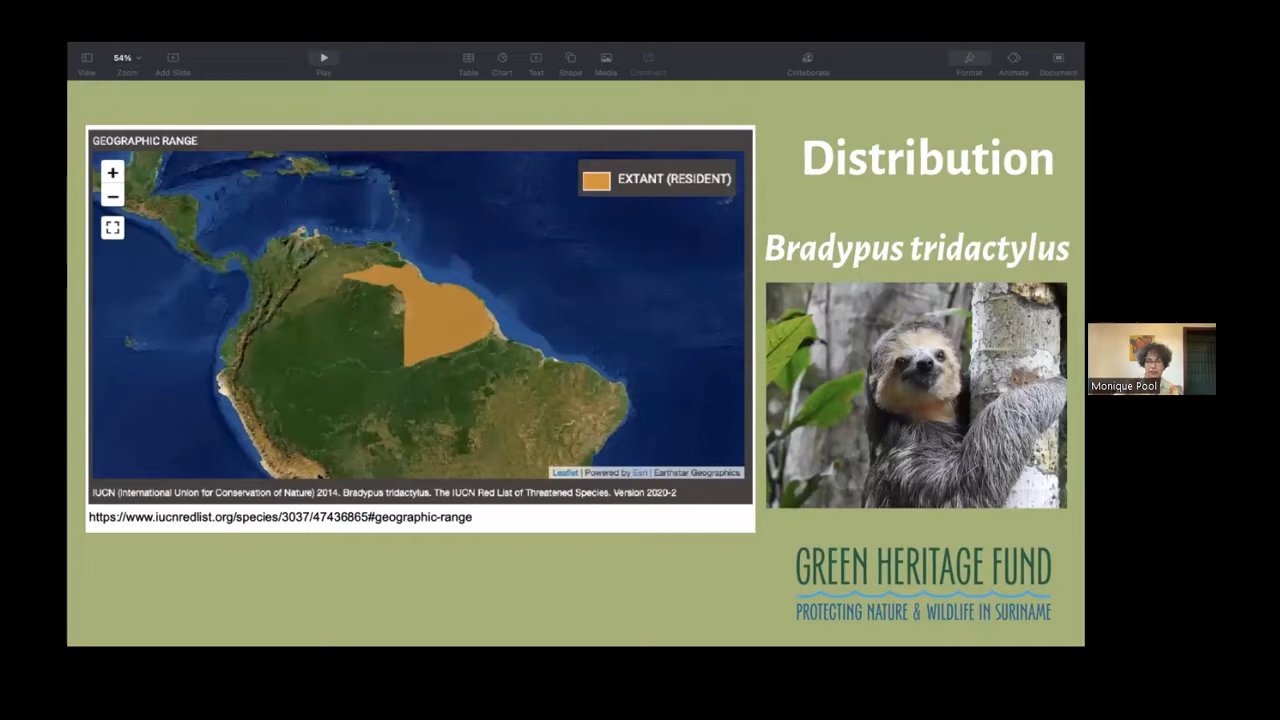 54%
View
Zoom
Add Slide
Play
Table
Chart
Text
Shape
Media
Comment
Collaborate
Format
Animate
Document
GEOGRAPHIC RANGE
+
−
EXTANT (RESIDENT)
Leaflet | Powered by Esri | Earthstar Geographics
IUCN (International Union for Conservation of Nature) 2014. Bradypus tridactylus. The IUCN Red List of Threatened Species. Version 2020-2
https://www.iucnredlist.org/species/3037/47436865#geographic-range
Distribution
Bradypus tridactylus
GREEN HERITAGE FUND
PROTECTING NATURE & WILDLIFE IN SURINAME
Monique Pool